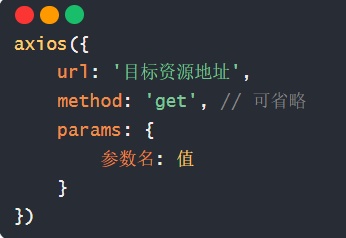 axios({
    url: '目标资源地址',
    method: 'get', // 可省略
    params: {
        参数名: 值
    }
})